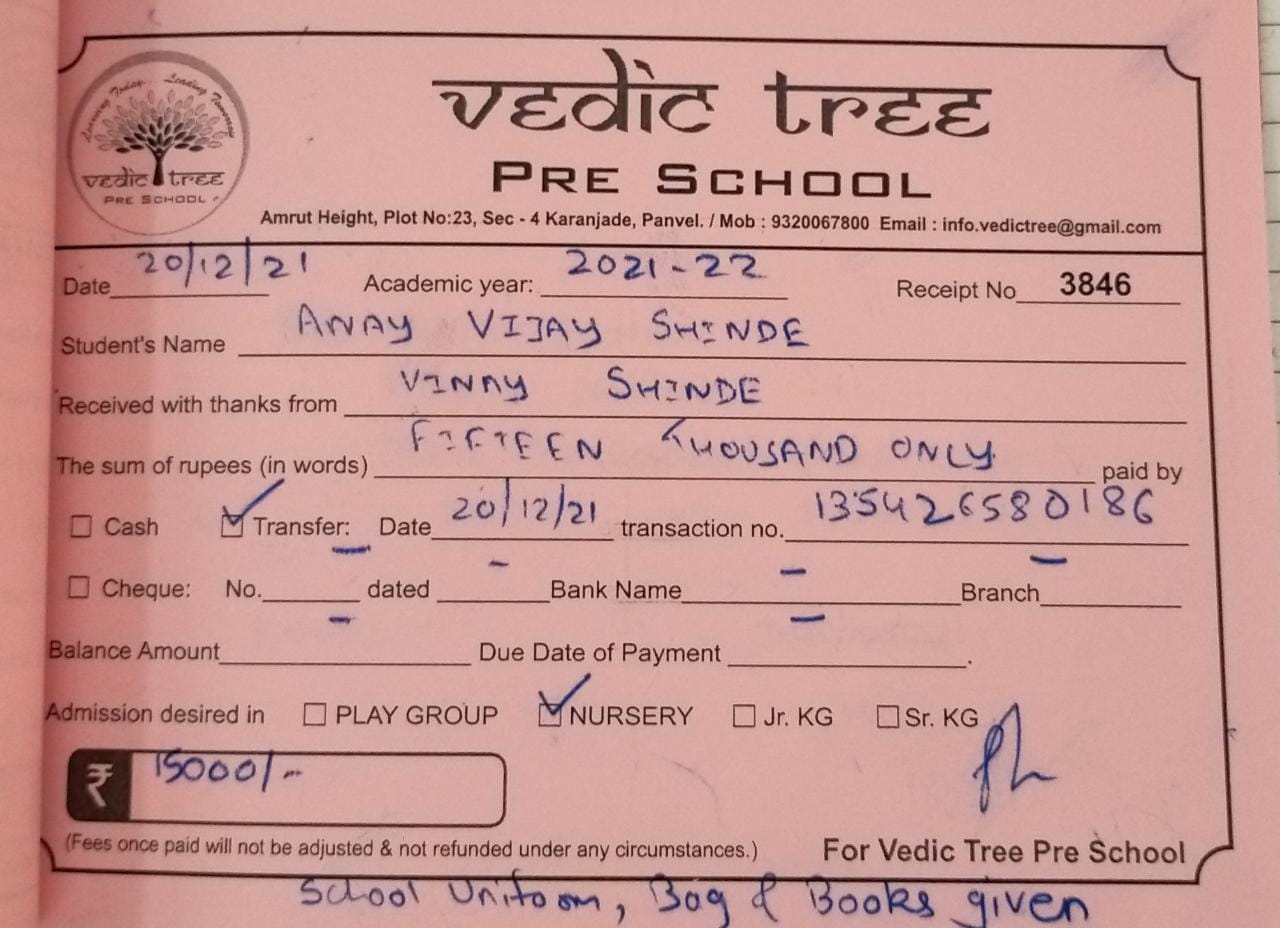 Learning Today... Leading Tomorrow
vedic tree
PRE SCHOOL
vedic tree
PRE SCHOOL
Amrut Height, Plot No:23, Sec - 4 Karanjade, Panvel. / Mob : 9320067800 Email : info.vedictree@gmail.com
Date 20/12/21 Academic year: 2021-22 Receipt No 3846
Student's Name ANAY VIJAY SHINDE
Received with thanks from VINAY SHINDE
The sum of rupees (in words) FIFTEEN THOUSAND ONLY paid by
Cash Transfer: Date 20/12/21 transaction no. 135426580186
Cheque: No. dated Bank Name Branch
Balance Amount Due Date of Payment .
Admission desired in PLAY GROUP NURSERY Jr. KG Sr. KG
₹ 15000/-
(Fees once paid will not be adjusted & not refunded under any circumstances.) For Vedic Tree Pre School
School Uniform, Bag & Books given